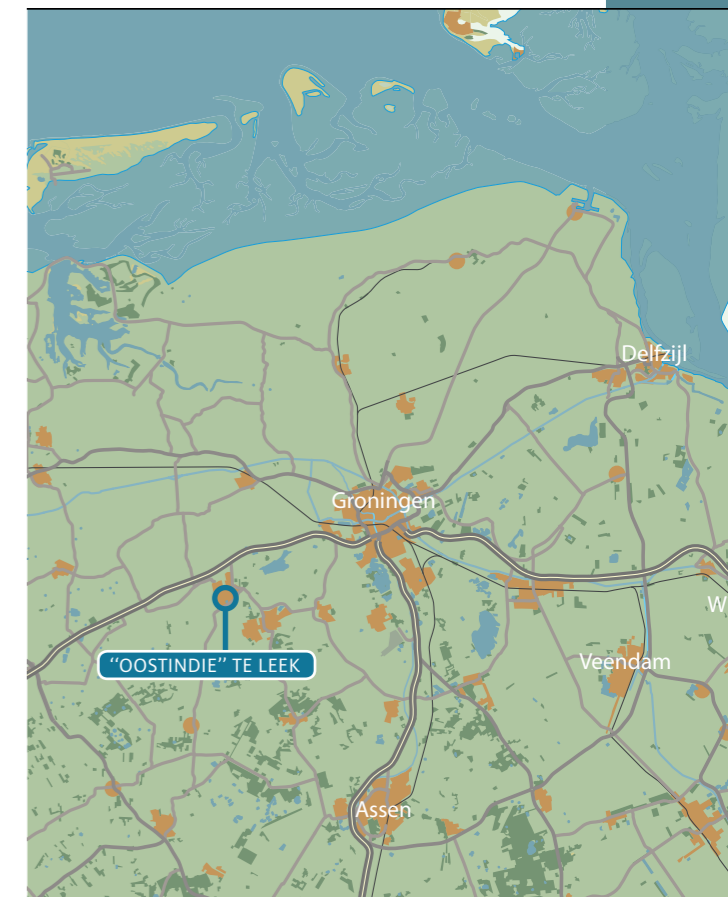 Delfzijl
Groningen
W
“OOSTINDIE” TE LEEK
Veendam
Assen